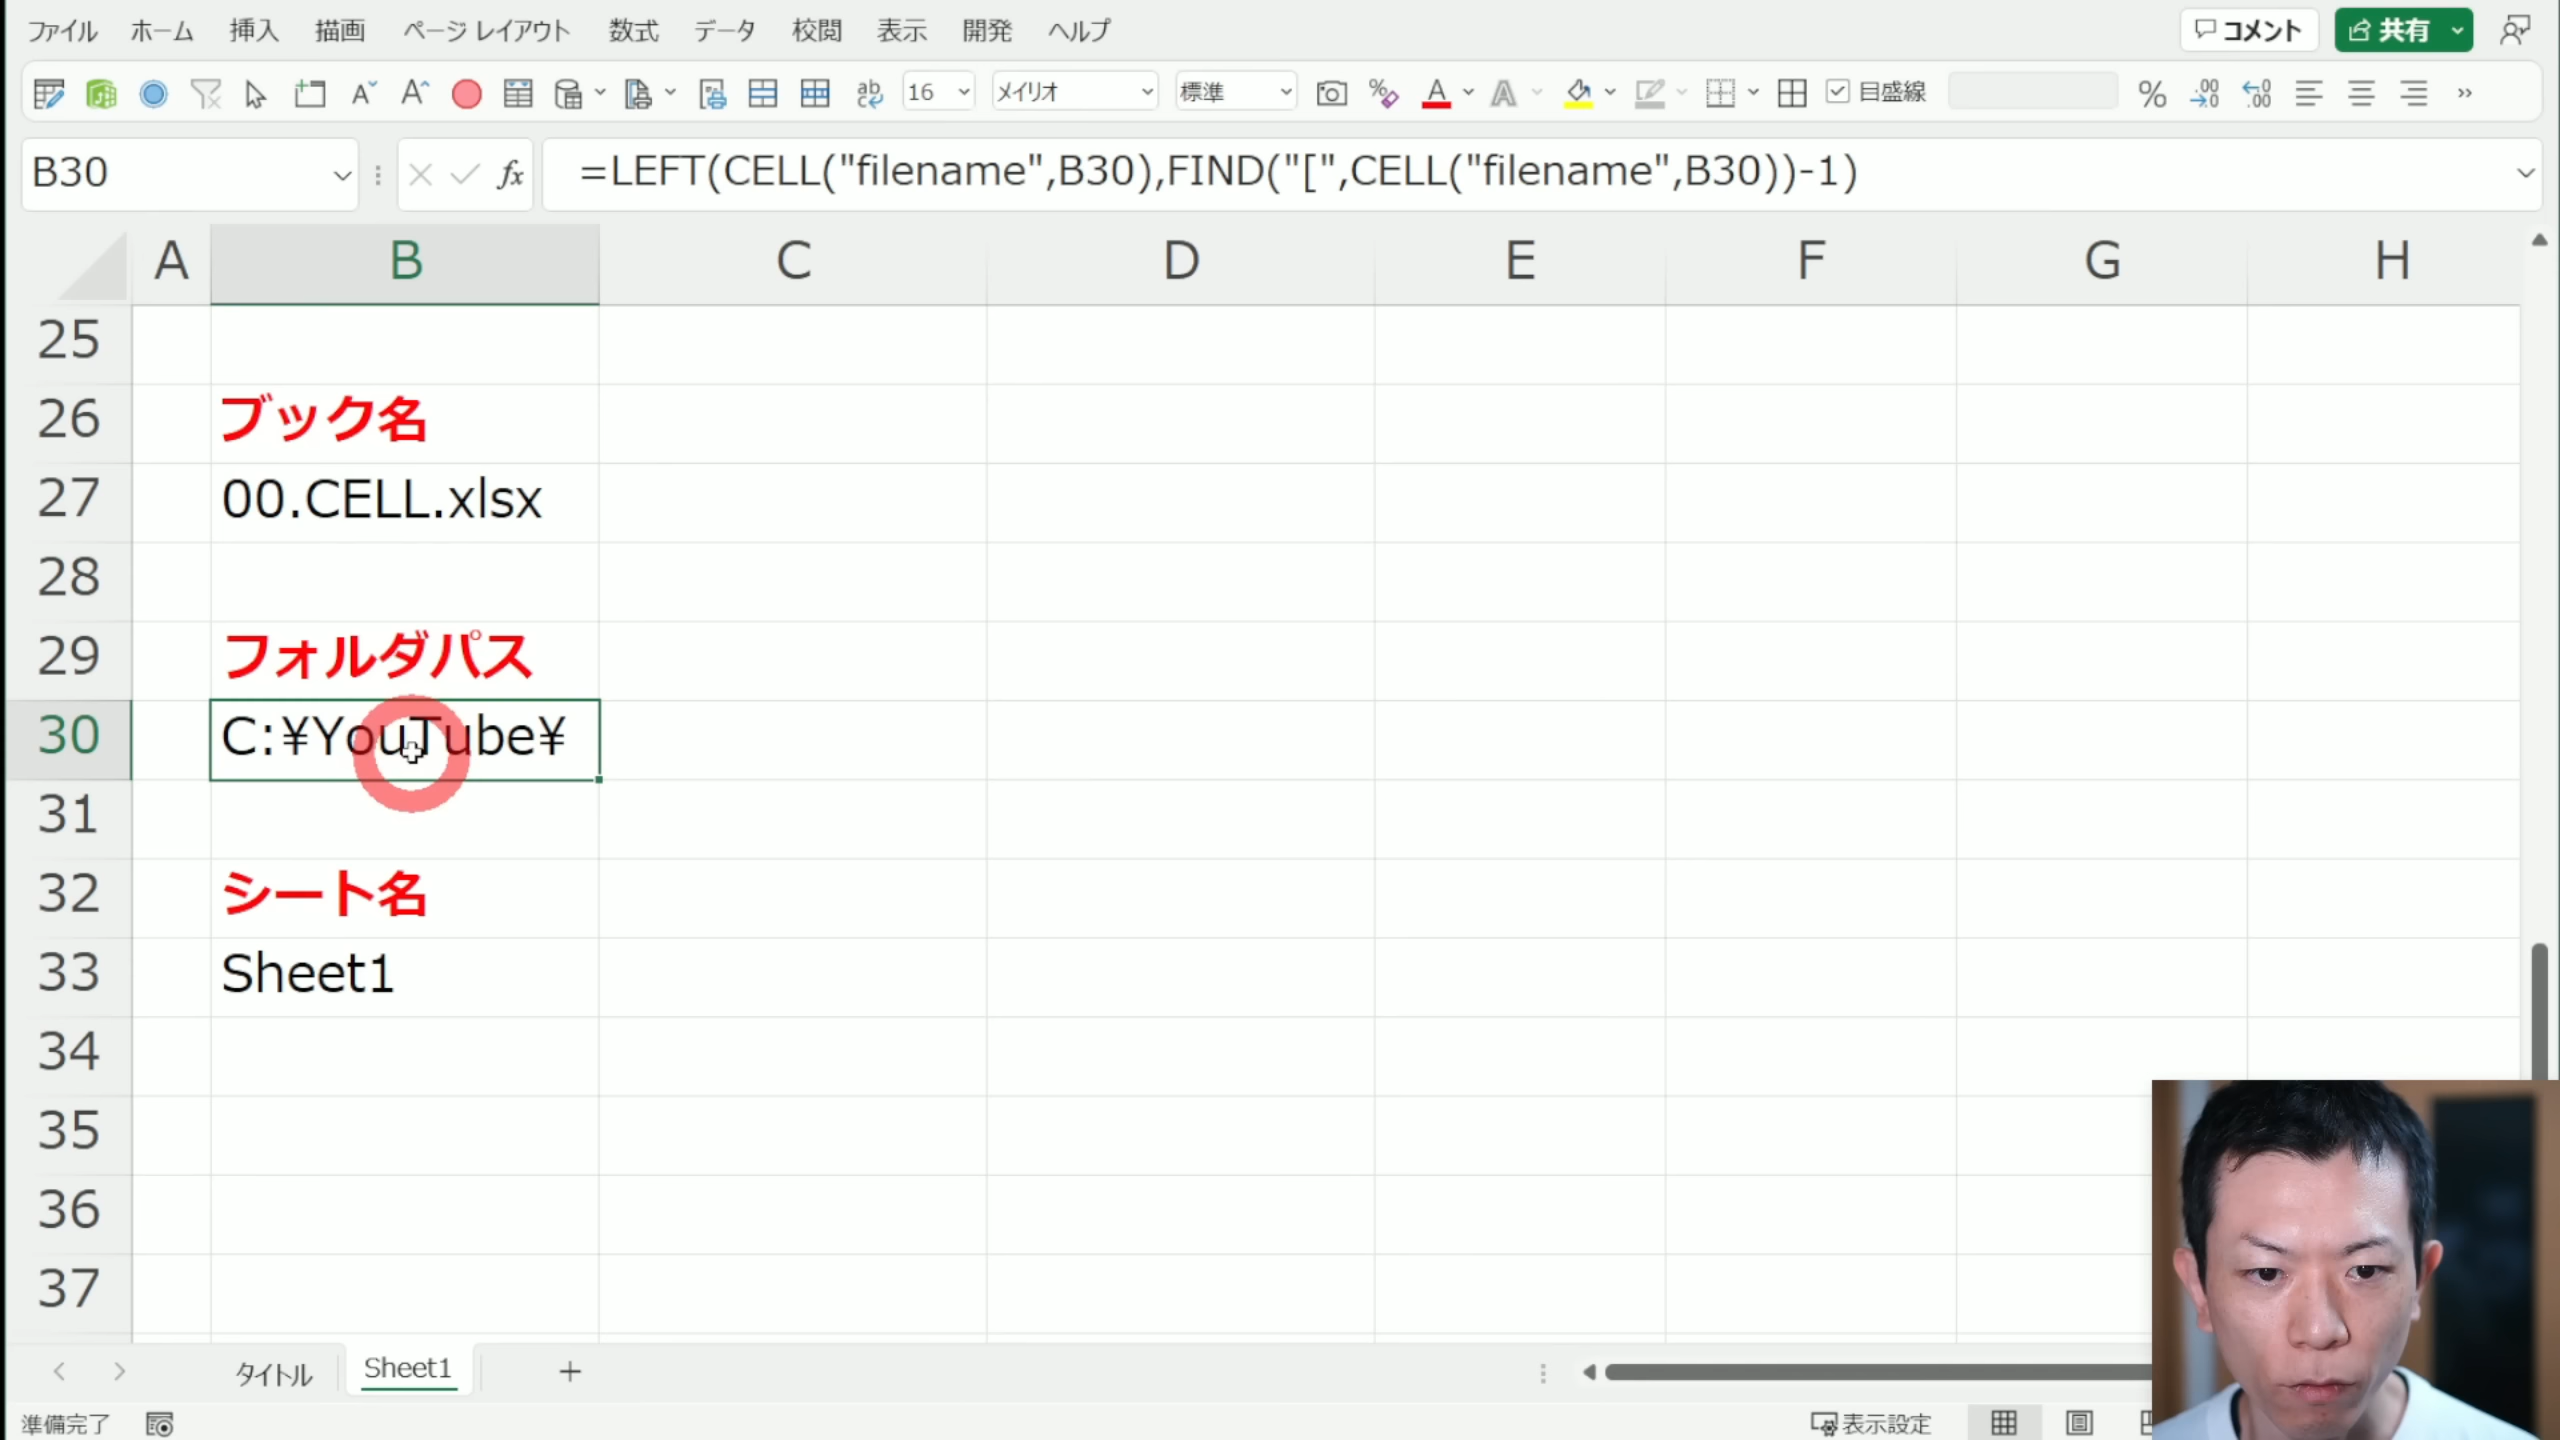 ファイル ホーム 挿入 描画 ページ レイアウト 数式 データ 校閲 表示 開発 ヘルプ コメント 共有
16 メイリオ 標準 目盛線
B30 fx =LEFT(CELL("filename",B30),FIND("[",CELL("filename",B30))-1)
A B C D E F G H
25
26 ブック名
27 00.CELL.xlsx
28
29 フォルダパス
30 C:¥YouTube¥
31
32 シート名
33 Sheet1
34
35
36
37
タイトル Sheet1
準備完了 表示設定